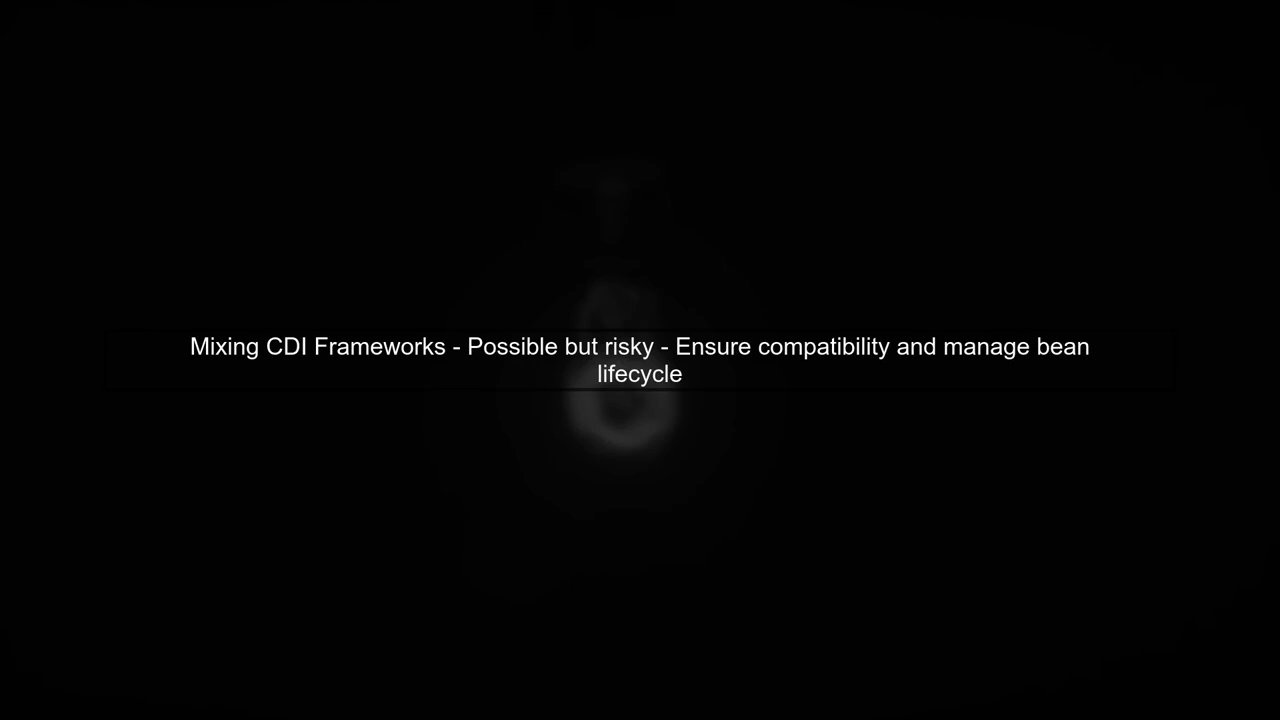 Mixing CDI Frameworks - Possible but risky - Ensure compatibility and manage bean
lifecycle